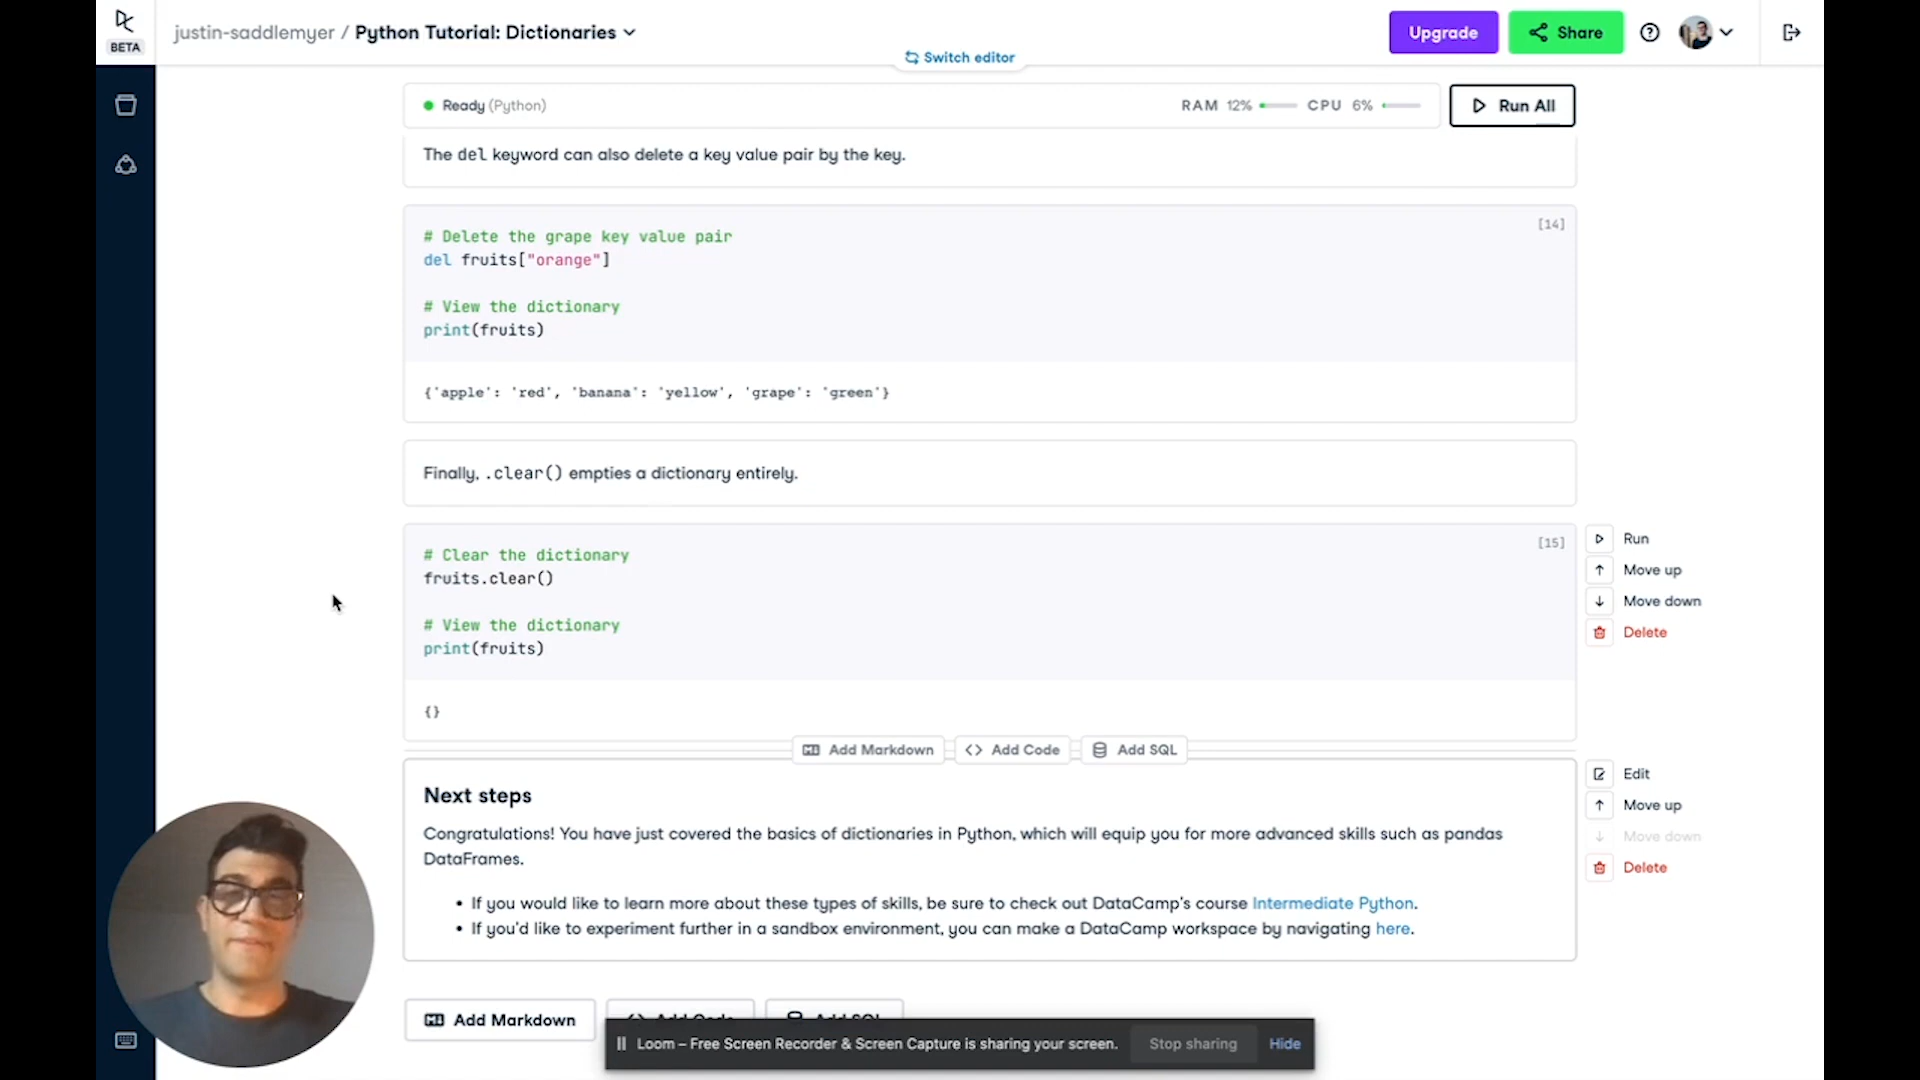 BETA
justin-saddlemyer / Python Tutorial: Dictionaries
Upgrade
Share
Switch editor
Ready (Python)
RAM 12%
CPU 6%
Run All
The del keyword can also delete a key value pair by the key.
[14]
# Delete the grape key value pair
del fruits["orange"]
# View the dictionary
print(fruits)
{'apple': 'red', 'banana': 'yellow', 'grape': 'green'}
Finally, .clear() empties a dictionary entirely.
[15]
# Clear the dictionary
fruits.clear()
# View the dictionary
print(fruits)
{}
Run
Move up
Move down
Delete
Add Markdown
Add Code
Add SQL
Next steps
Congratulations! You have just covered the basics of dictionaries in Python, which will equip you for more advanced skills such as pandas
DataFrames.
• If you would like to learn more about these types of skills, be sure to check out DataCamp's course Intermediate Python.
• If you'd like to experiment further in a sandbox environment, you can make a DataCamp workspace by navigating here.
Edit
Move up
Move down
Delete
Add Markdown
Add Code
Add SQL
Loom – Free Screen Recorder & Screen Capture is sharing your screen.
Stop sharing
Hide